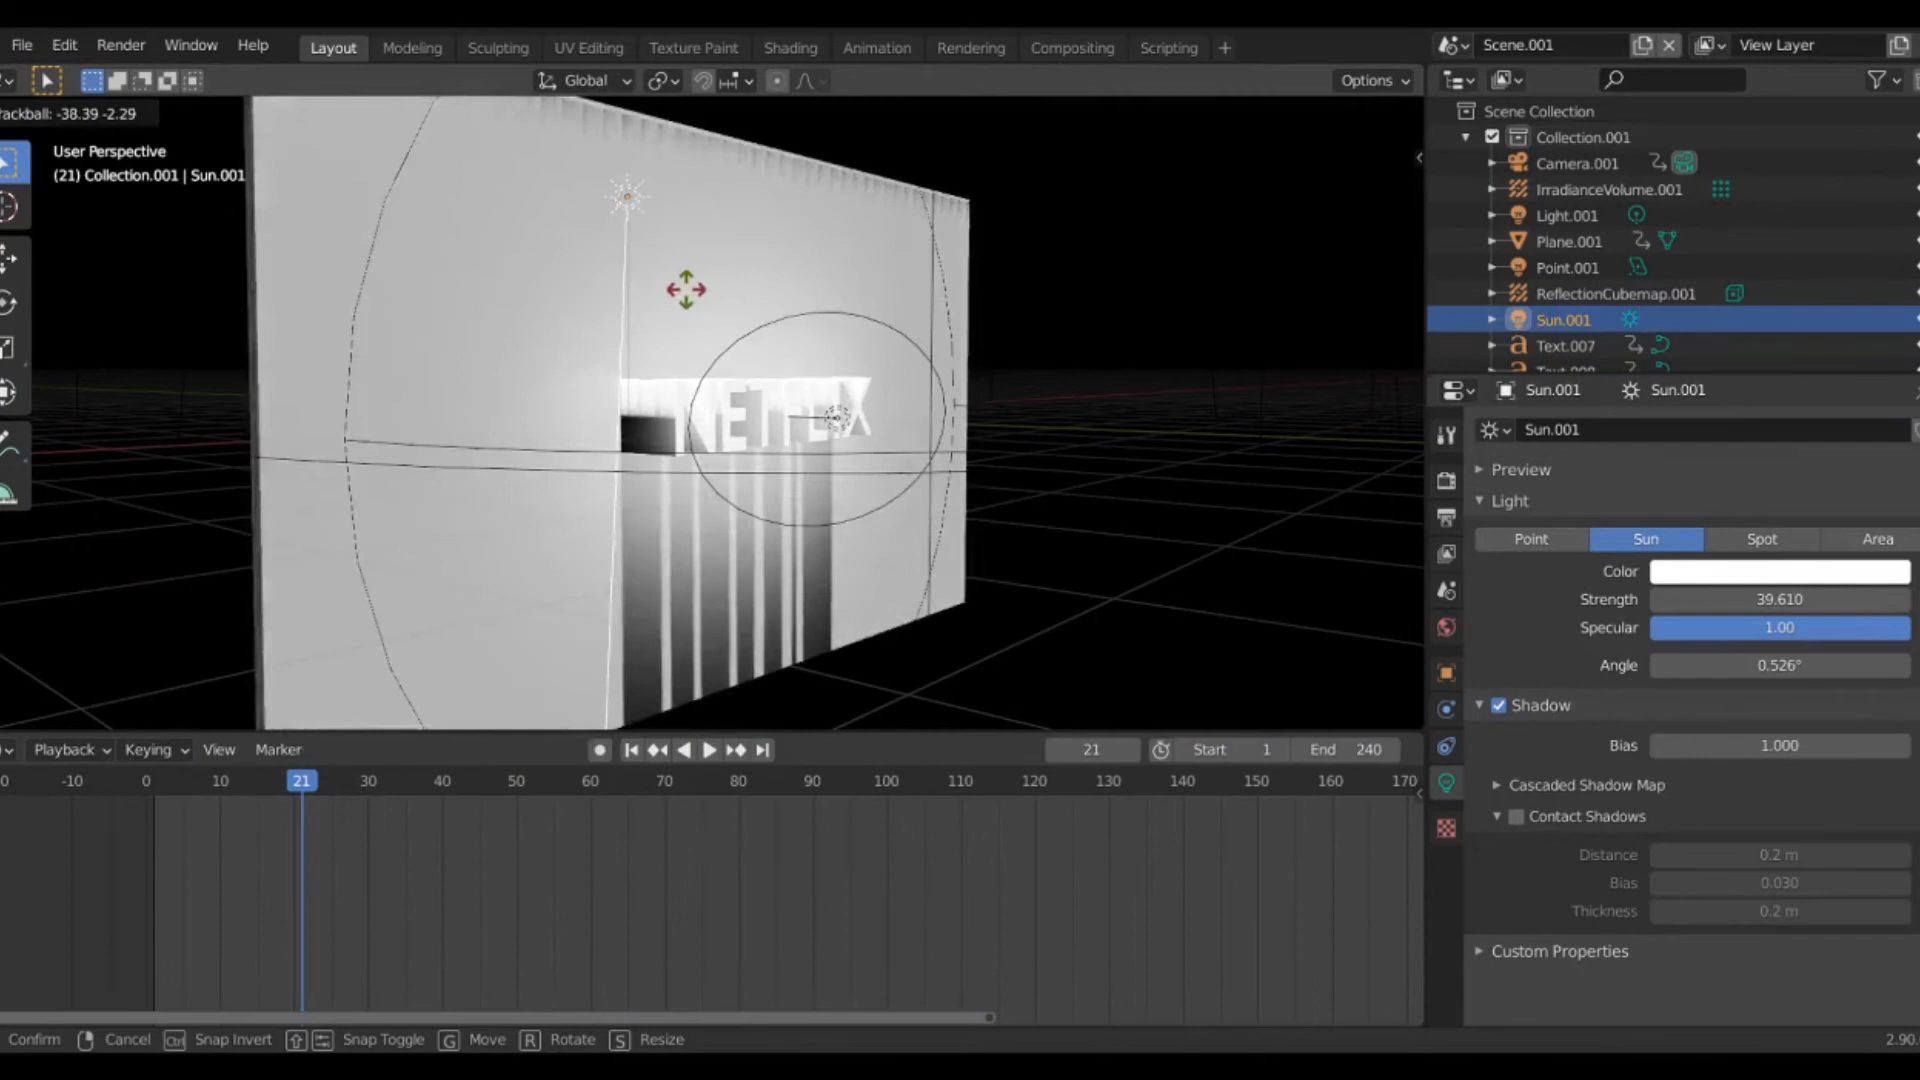 File Edit Render Window Help Layout Modeling Sculpting UV Editing Texture Paint Shading Animation Rendering Compositing Scripting + Scene.001 View Layer
Global Options
rackball: -38.39 -2.29
User Perspective
(21) Collection.001 | Sun.001
NETFLIX
Scene Collection
Collection.001
Camera.001
IrradianceVolume.001
Light.001
Plane.001
Point.001
ReflectionCubemap.001
Sun.001
Text.007
Sun.001 Sun.001
Sun.001
Preview
Light
Point Sun Spot Area
Color
Strength 39.610
Specular 1.00
Angle 0.526°
Shadow
Bias 1.000
Cascaded Shadow Map
Contact Shadows
Distance 0.2 m
Bias 0.030
Thickness 0.2 m
Custom Properties
Playback Keying View Marker 21 Start 1 End 240
0 -10 0 10 21 30 40 50 60 70 80 90 100 110 120 130 140 150 160 170
Confirm Cancel Ctrl Snap Invert Snap Toggle G Move R Rotate S Resize 2.90.